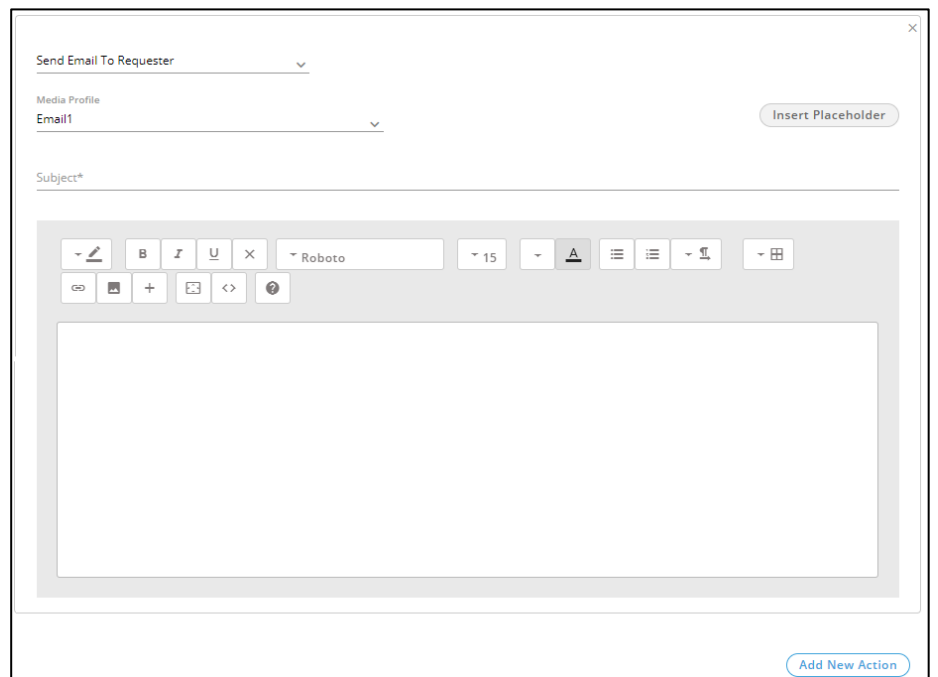 Send Email To Requester
Media Profile
Email1
Insert Placeholder
Subject*
B I U Roboto 15 A
Add New Action